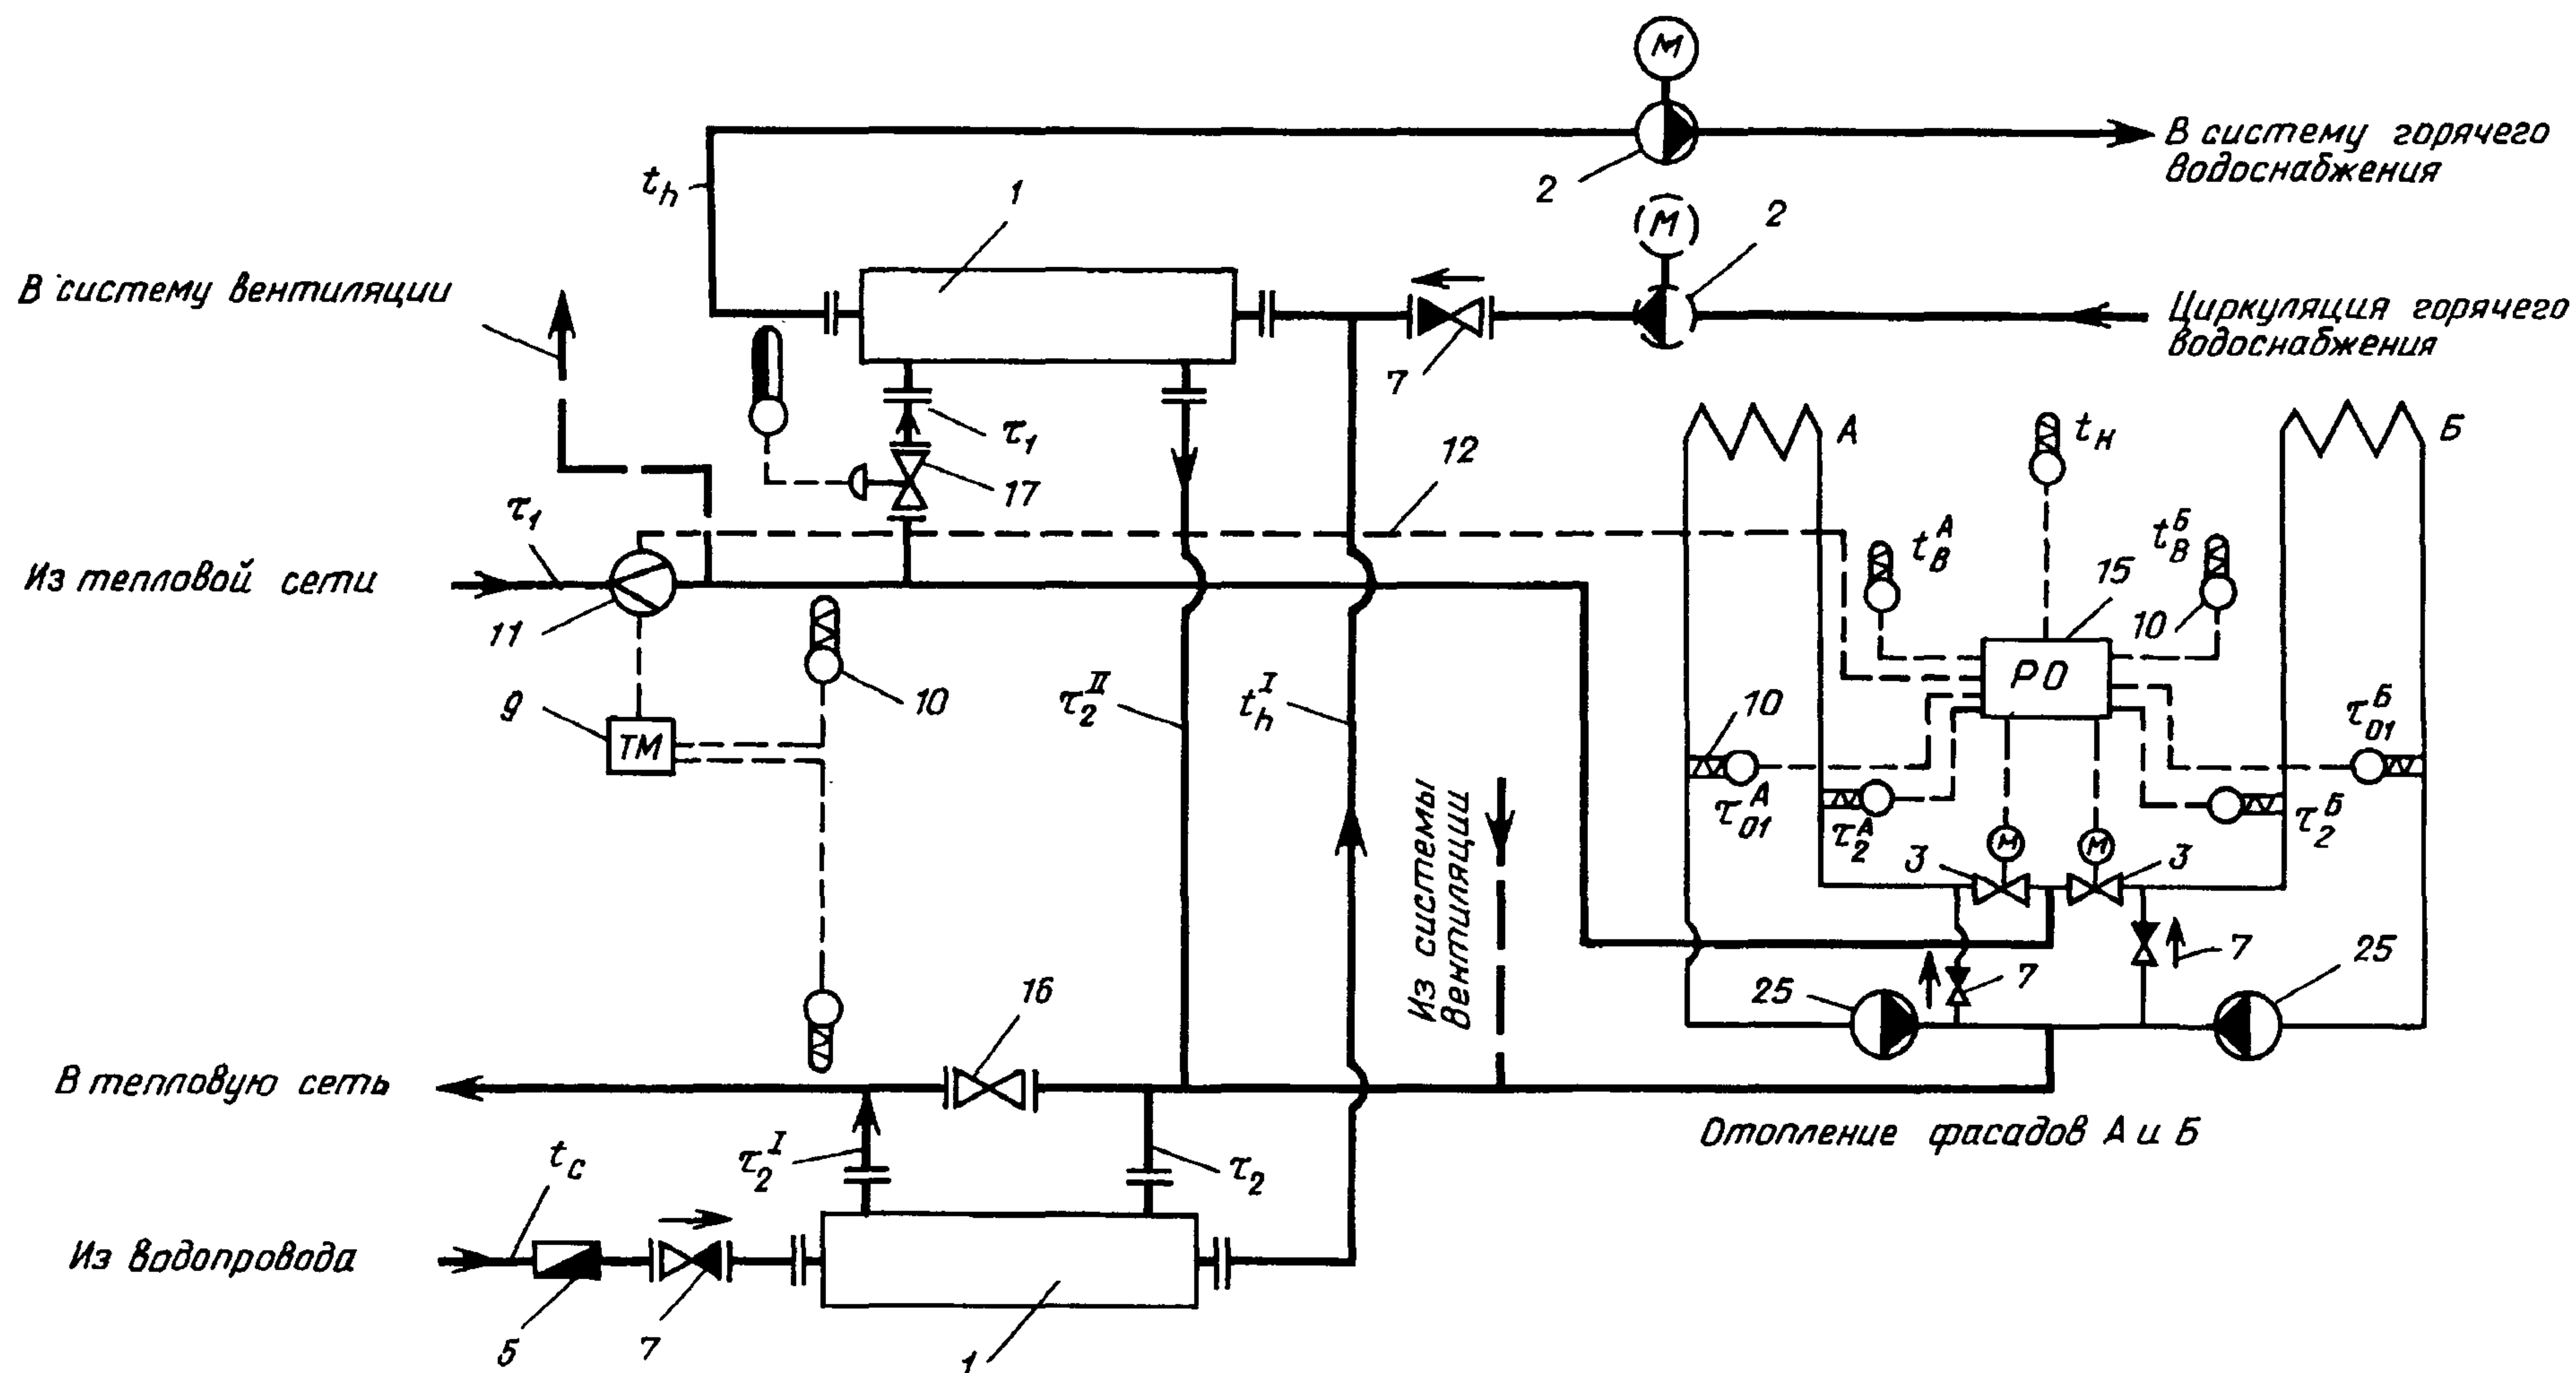 М
2
В систему горячего
водоснабжения
t_h
1
М
2
В систему вентиляции
7
Циркуляция горячего
водоснабжения
τ_1
17
12
А
t_н
Б
τ_1
Из тепловой сети
11
t_В^А
t_В^Б
15
10
РО
9
ТМ
10
τ_2^II
t_h^I
10
τ_01^А
τ_2^А
τ_01^Б
τ_2^Б
Из системы
вентиляции
М
М
3
3
7
7
25
25
16
В тепловую сеть
Отопление фасадов А и Б
τ_2^I
τ_2
t_c
Из водопровода
5
7
1